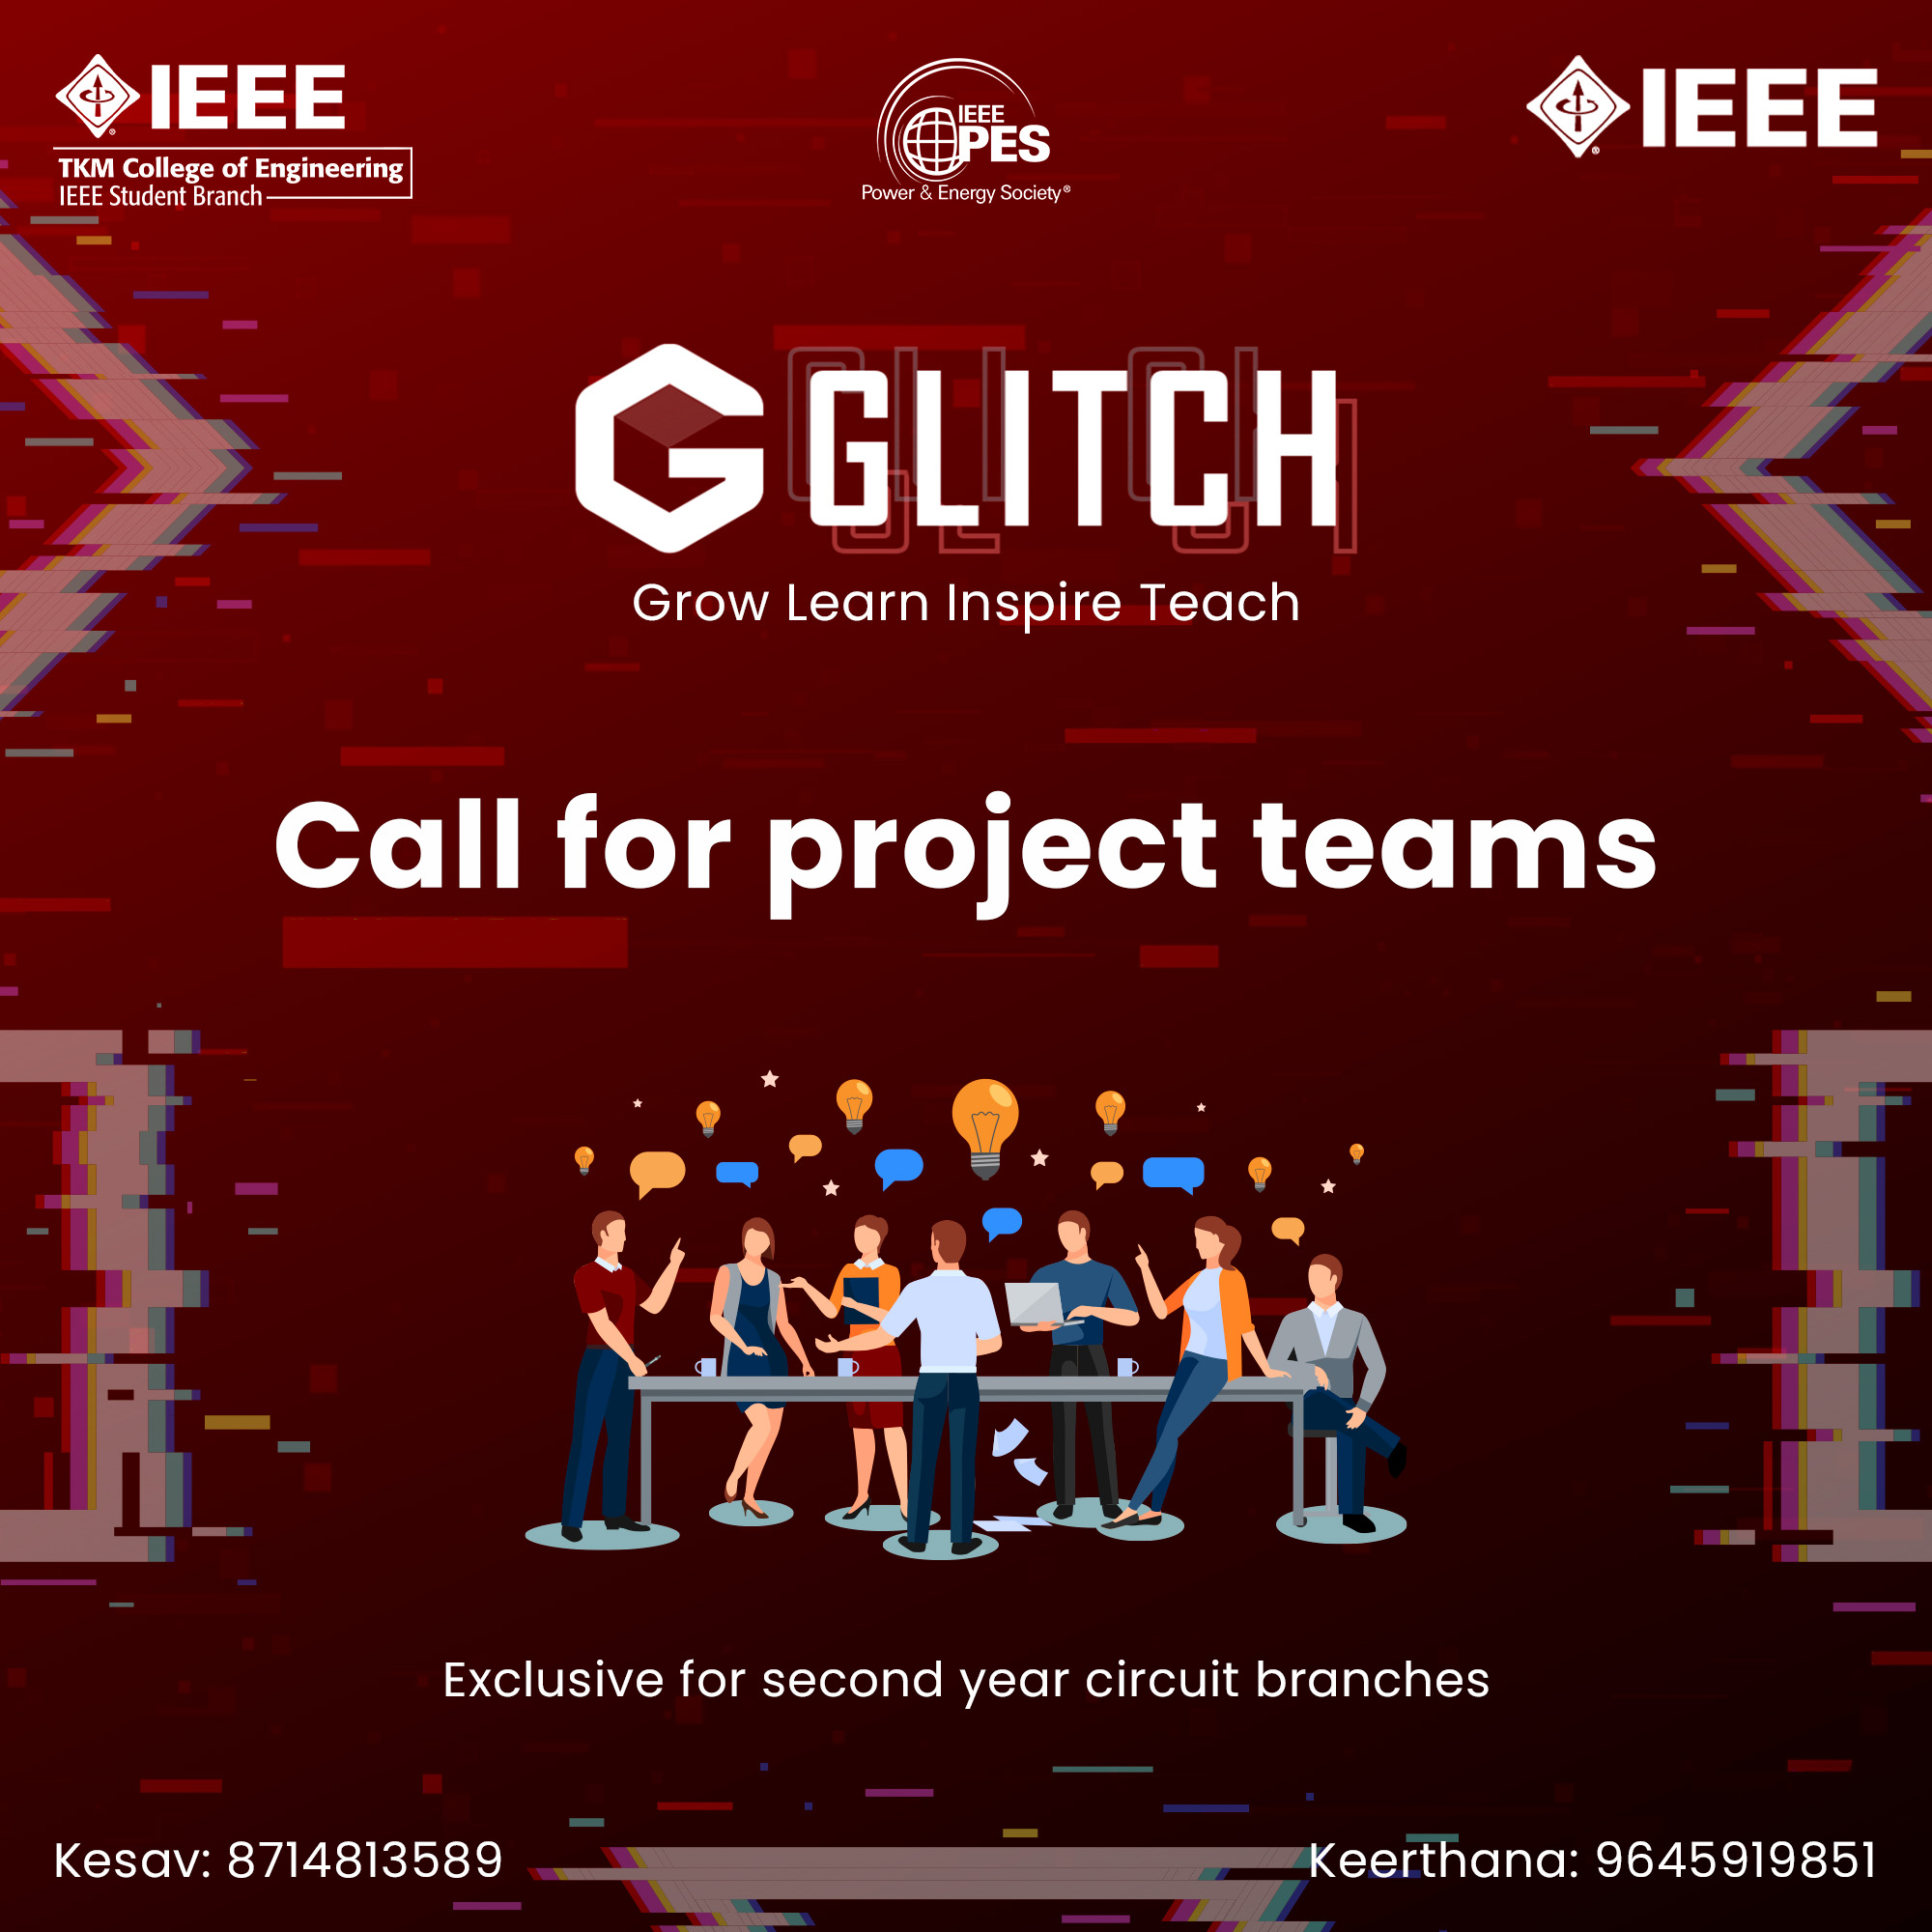 IEEE
TKM College of Engineering
IEEE Student Branch
IEEE
PES
Power & Energy Society®
IEEE
GLITCH
Grow Learn Inspire Teach
Call for project teams
Exclusive for second year circuit branches
Kesav: 8714813589
Keerthana: 9645919851